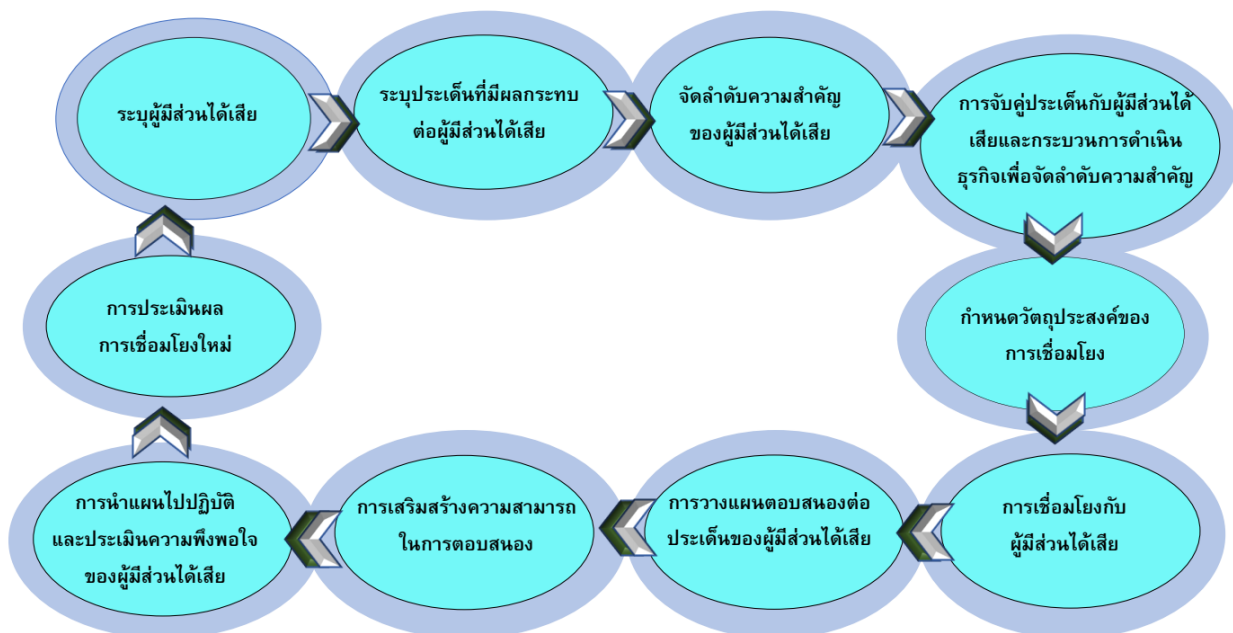 ระบุผู้มีส่วนได้เสีย
ระบุประเด็นที่มีผลกระทบ
ต่อผู้มีส่วนได้เสีย
จัดลำดับความสำคัญ
ของผู้มีส่วนได้เสีย
การจับคู่ประเด็นกับผู้มีส่วนได้
เสียและกระบวนการดำเนิน
ธุรกิจเพื่อจัดลำดับความสำคัญ
กำหนดวัตถุประสงค์ของ
การเชื่อมโยง
การเชื่อมโยงกับ
ผู้มีส่วนได้เสีย
การวางแผนตอบสนองต่อ
ประเด็นของผู้มีส่วนได้เสีย
การเสริมสร้างความสามารถ
ในการตอบสนอง
การนำแผนไปปฏิบัติ
และประเมินความพึงพอใจ
ของผู้มีส่วนได้เสีย
การประเมินผล
การเชื่อมโยงใหม่